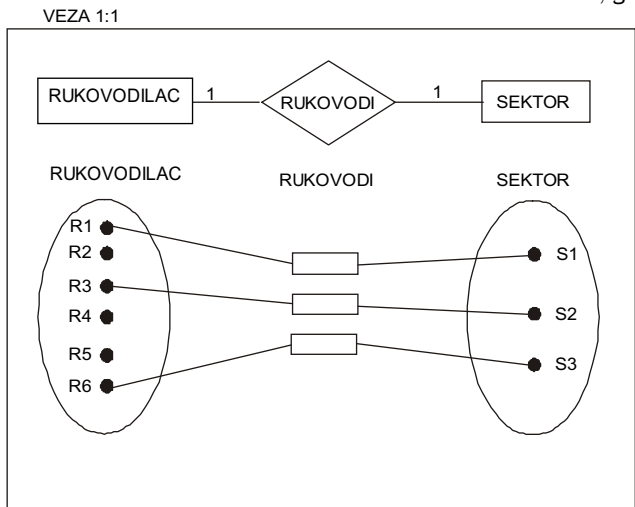 VEZA 1:1
RUKOVODILAC 1 RUKOVODI 1 SEKTOR
RUKOVODILAC RUKOVODI SEKTOR
R1
R2
R3
R4
R5
R6
S1
S2
S3